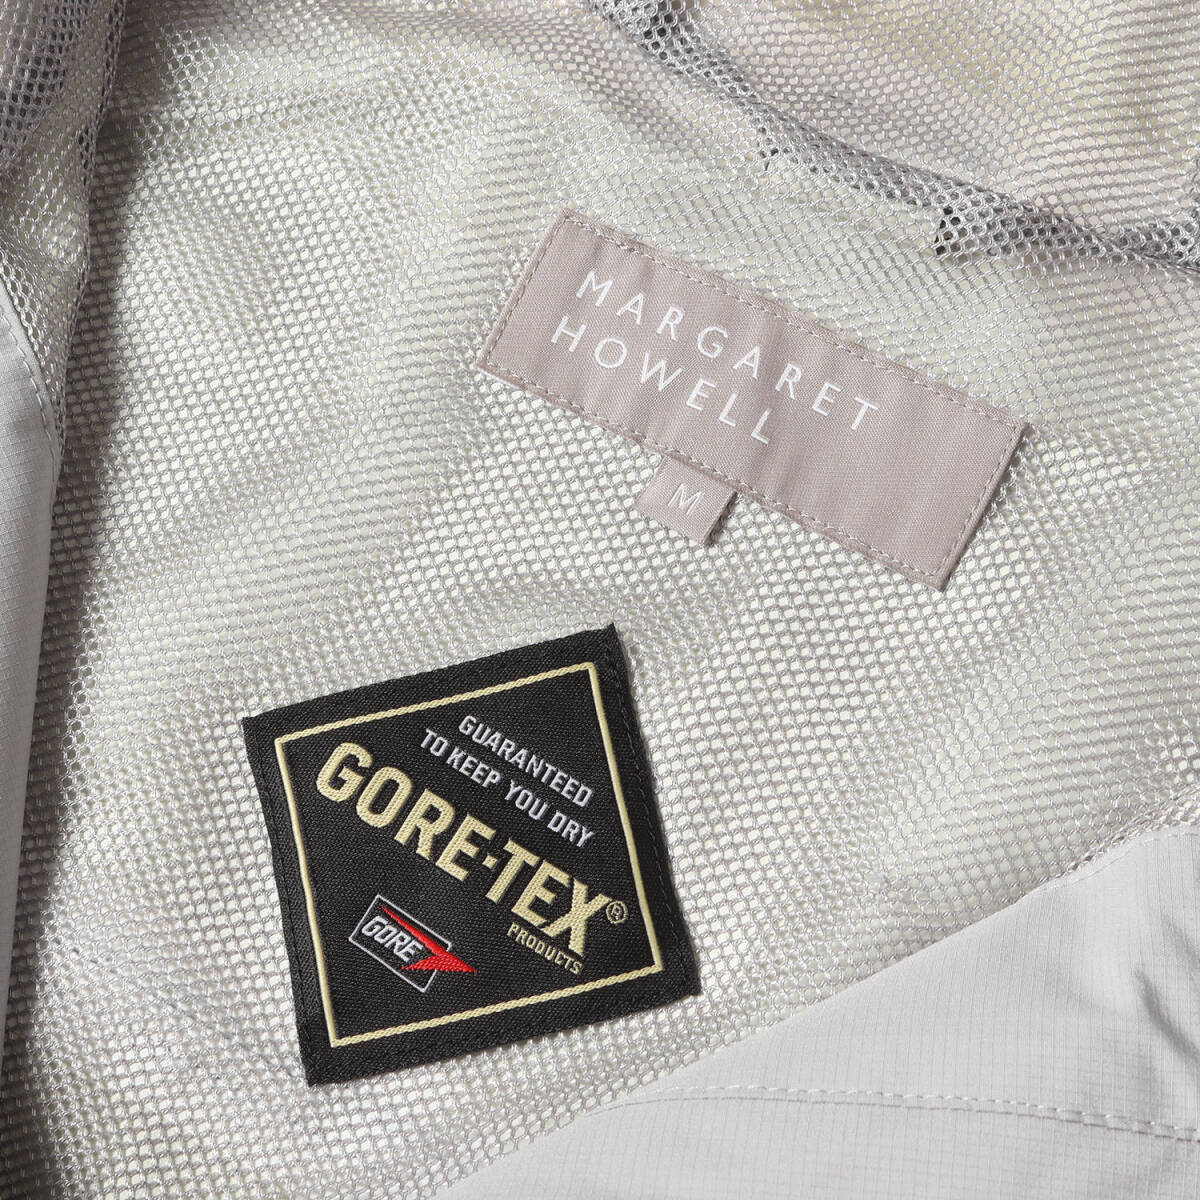 MARGARET
HOWELL
M
GUARANTEED
TO KEEP YOU DRY
GORE-TEX®
PRODUCTS
GORE